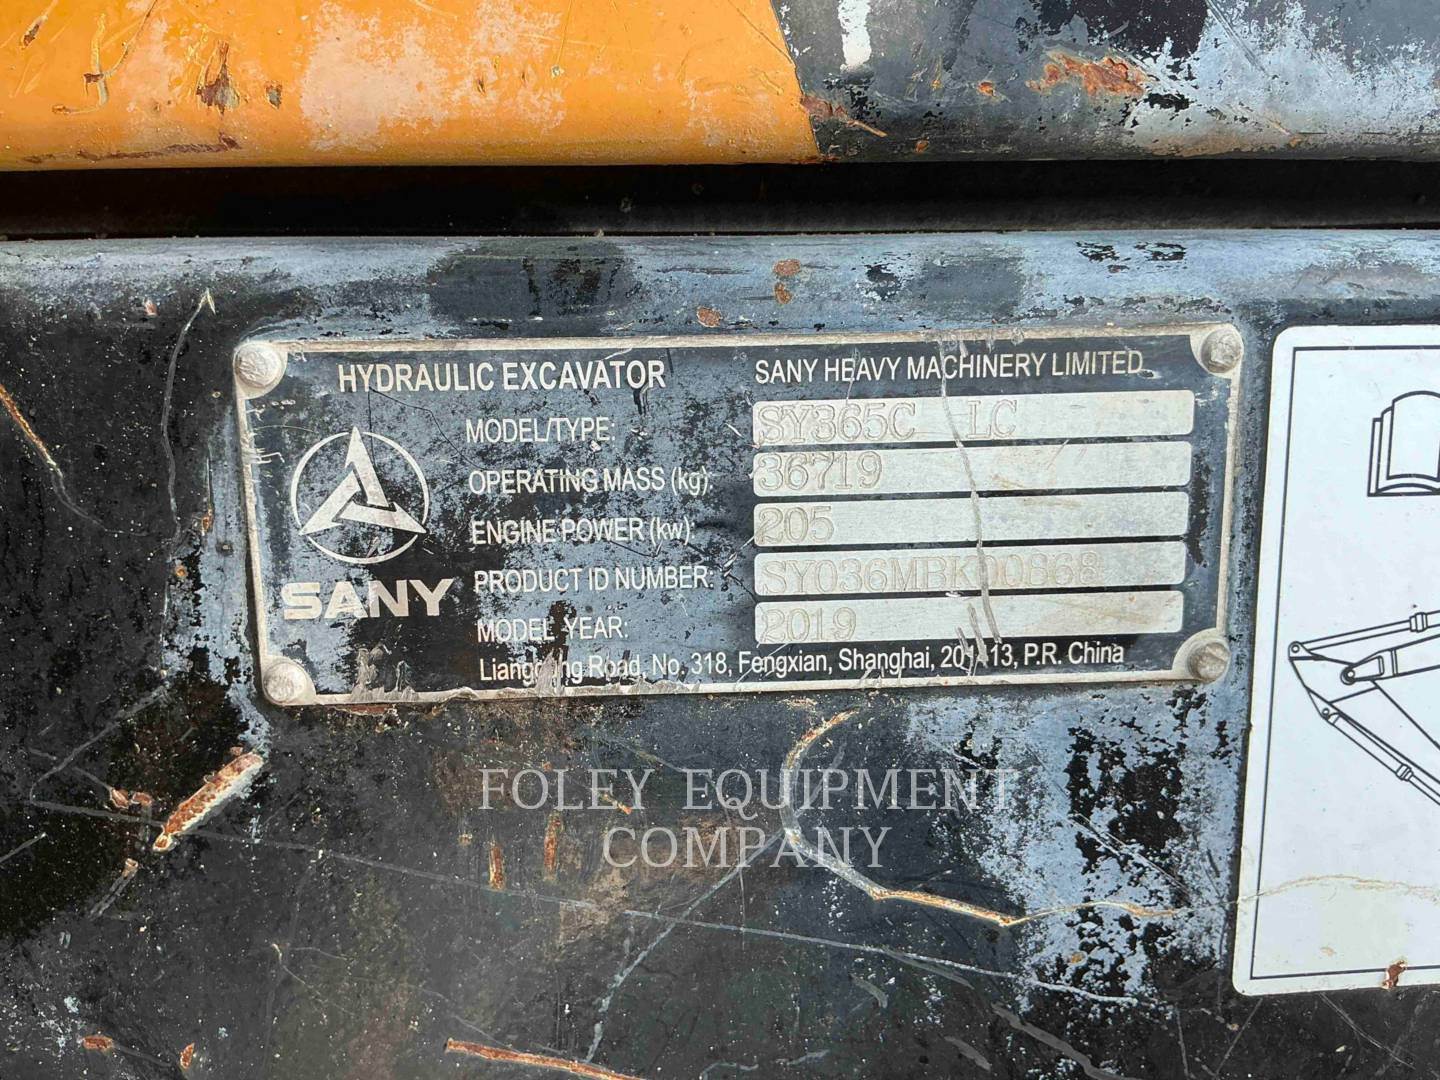 HYDRAULIC EXCAVATOR
SANY HEAVY MACHINERY LIMITED
MODEL/TYPE: SY365C LC
OPERATING MASS (kg): 36719
ENGINE POWER (kw): 205
PRODUCT ID NUMBER:
MODEL YEAR: 2019
SANY
Road, No. 318, Fengxian, Shanghai, P.R. China
FOLEY EQUIPMENT
COMPANY